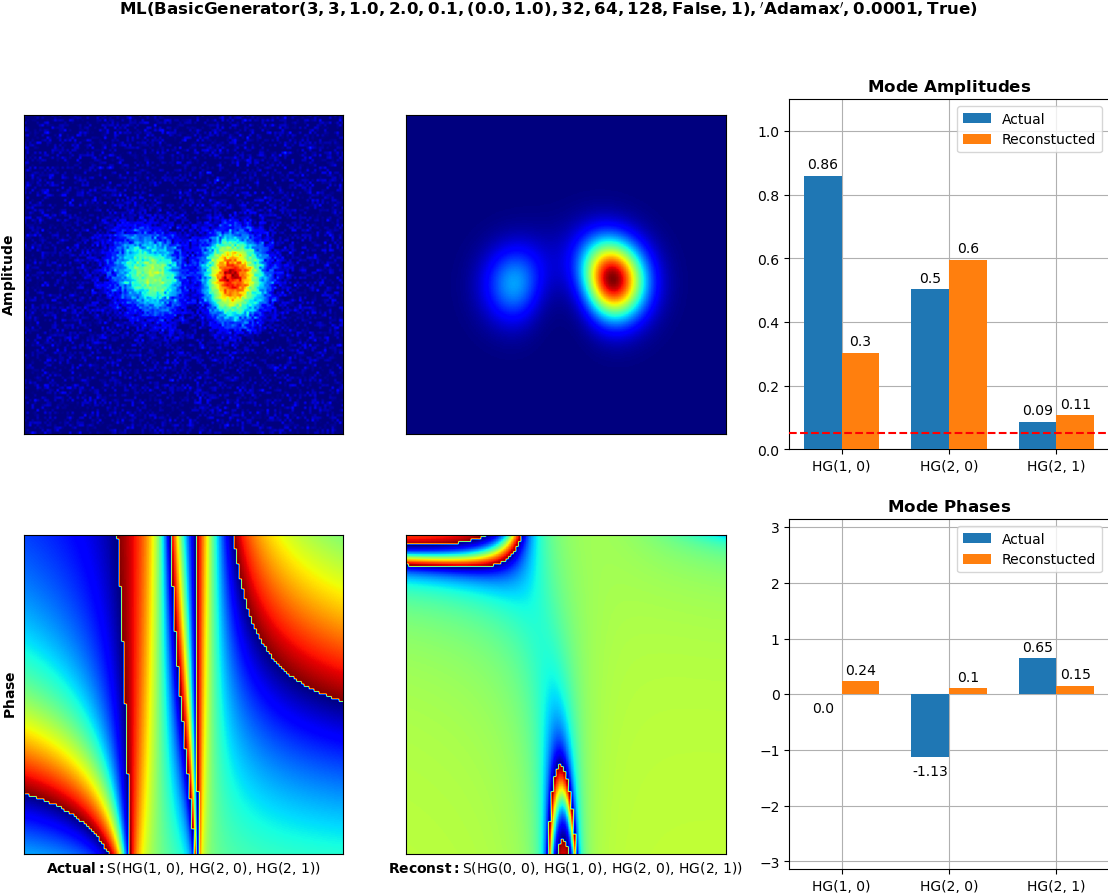 ML(BasicGenerator(3, 3, 1.0, 2.0, 0.1, (0.0, 1.0), 32, 64, 128, False, 1), ′Adamax′, 0.0001, True)
Amplitude
Mode Amplitudes
Actual
Reconstucted
1.0
0.8
0.6
0.4
0.2
0.0
0.86
0.3
0.5
0.6
0.09
0.11
HG(1, 0)
HG(2, 0)
HG(2, 1)
Phase
Actual: S(HG(1, 0), HG(2, 0), HG(2, 1))
Reconst: S(HG(0, 0), HG(1, 0), HG(2, 0), HG(2, 1))
Mode Phases
Actual
Reconstucted
3
2
1
0
−1
−2
−3
0.0
0.24
-1.13
0.1
0.65
0.15
HG(1, 0)
HG(2, 0)
HG(2, 1)